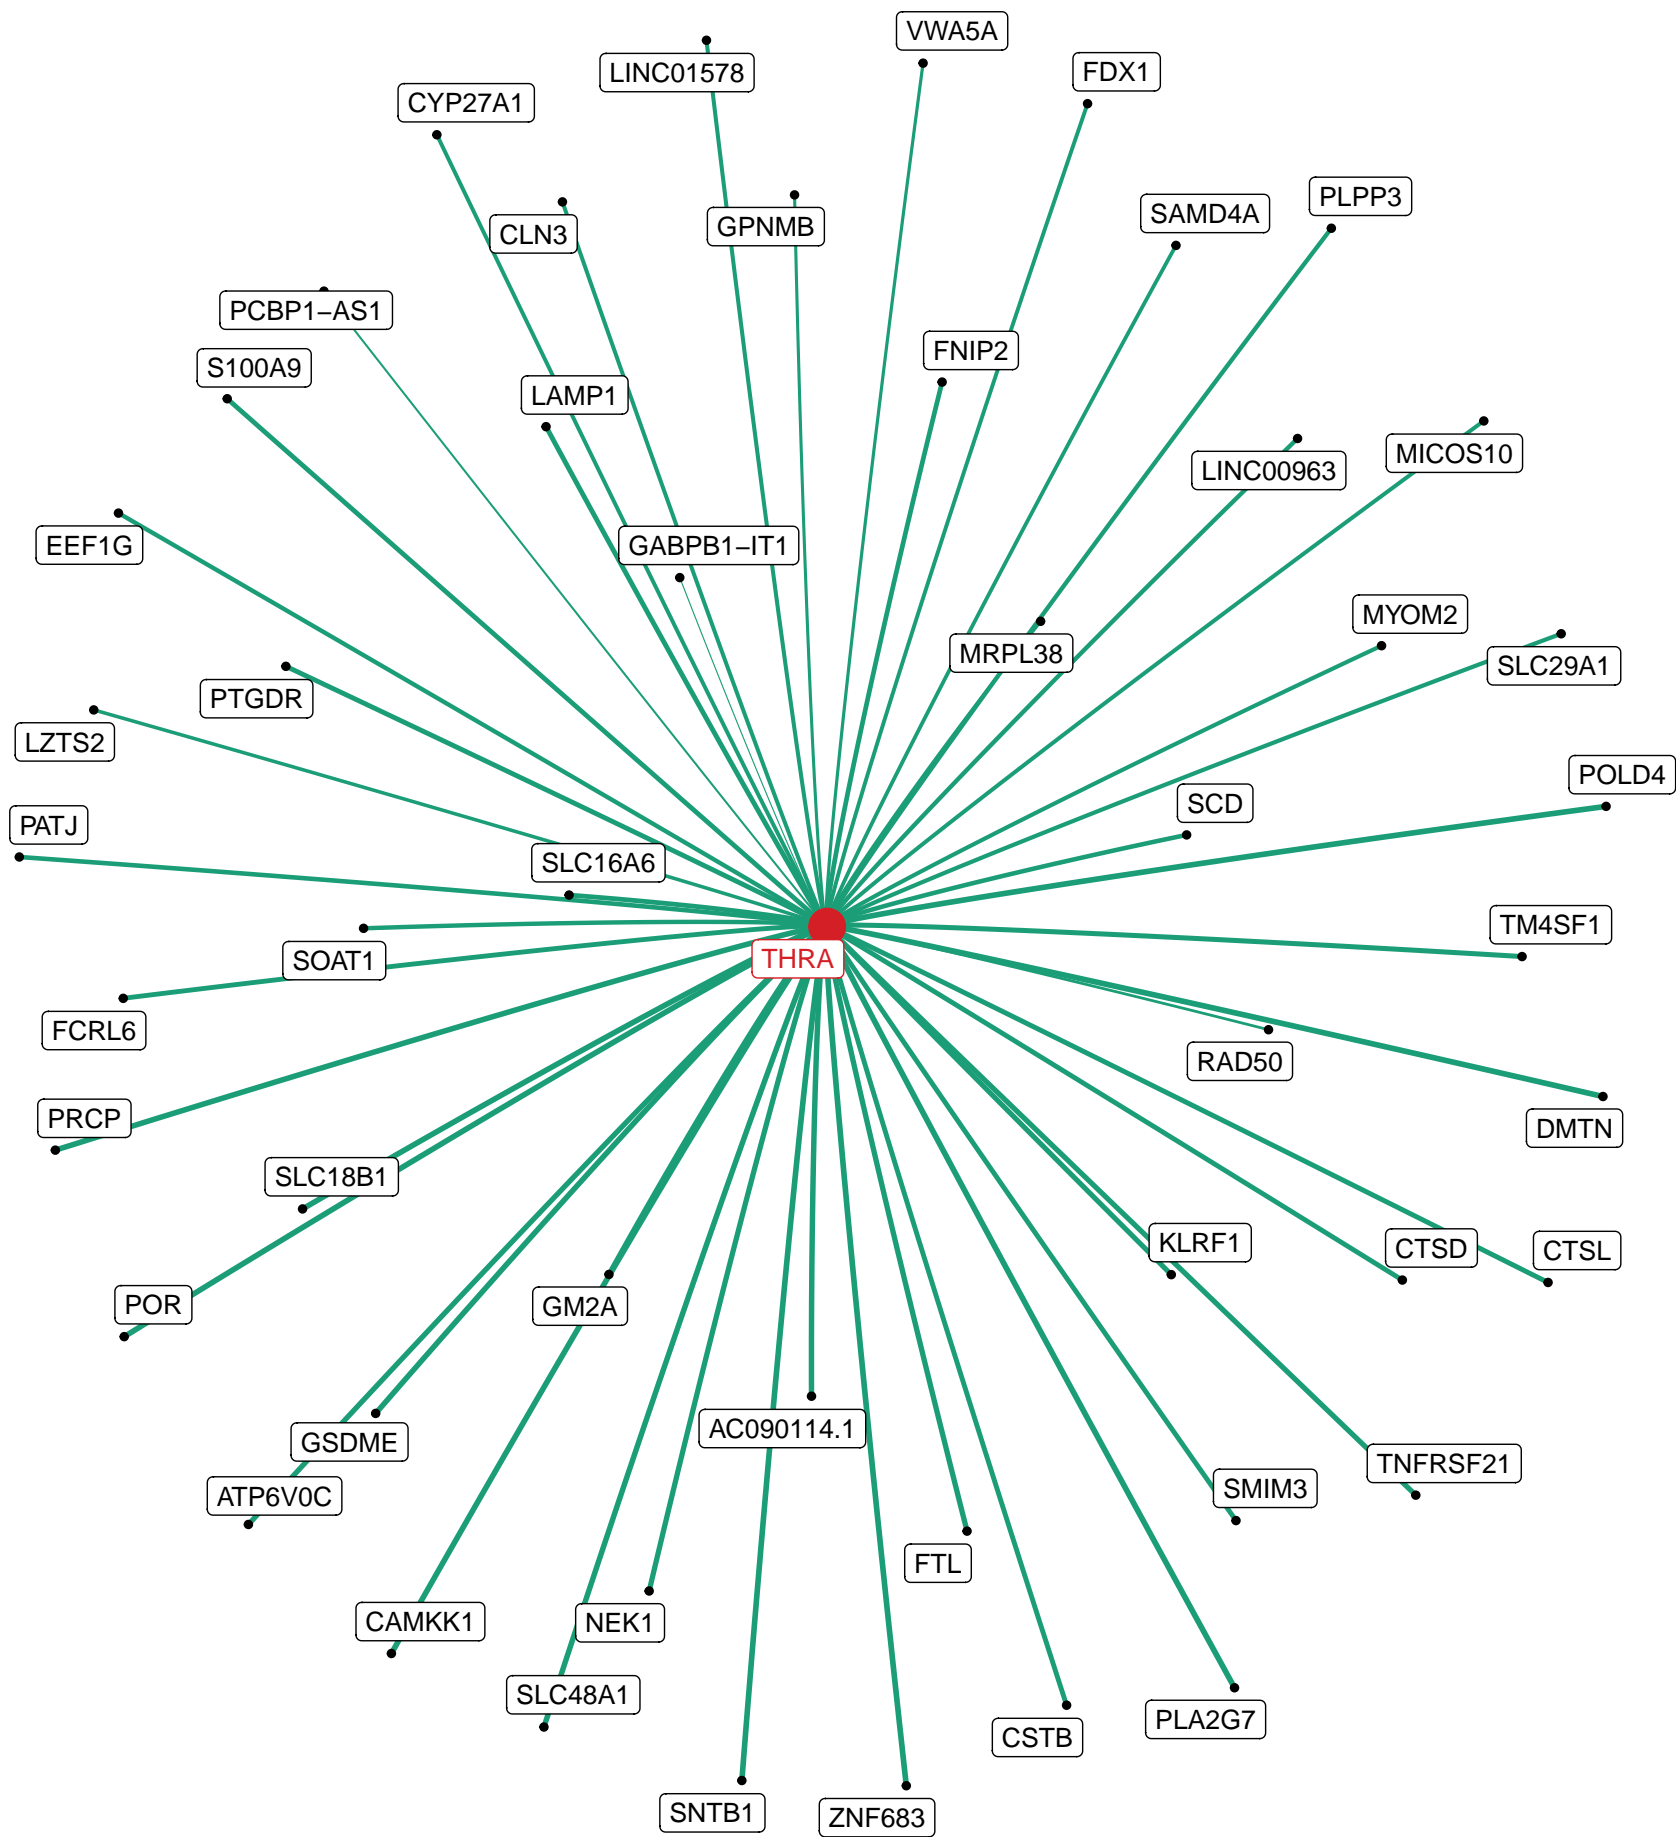 VWA5A
LINC01578
FDX1
CYP27A1
PLPP3
SAMD4A
GPNMB
CLN3
PCBP1−AS1
FNIP2
S100A9
LAMP1
MICOS10
LINC00963
EEF1G
GABPB1−IT1
MYOM2
MRPL38
SLC29A1
PTGDR
LZTS2
POLD4
SCD
PATJ
SLC16A6
TM4SF1
THRA
SOAT1
FCRL6
RAD50
PRCP
DMTN
SLC18B1
KLRF1
CTSD
CTSL
POR
GM2A
AC090114.1
GSDME
TNFRSF21
SMIM3
ATP6V0C
FTL
CAMKK1
NEK1
SLC48A1
PLA2G7
CSTB
SNTB1
ZNF683